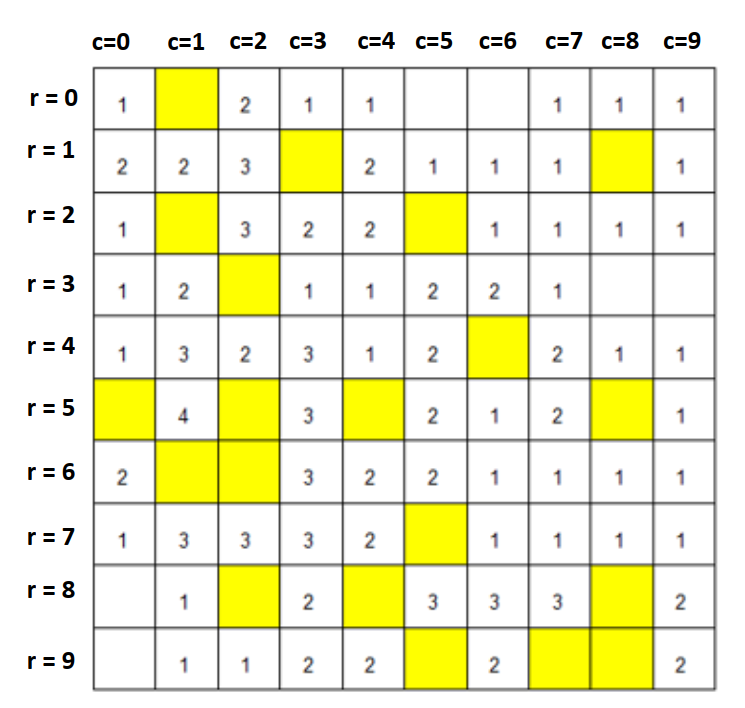 c=0 c=1 c=2 c=3 c=4 c=5 c=6 c=7 c=8 c=9
r = 0 1 2 1 1 1 1 1
r = 1 2 2 3 2 1 1 1 1
r = 2 1 3 2 2 1 1 1 1
r = 3 1 2 1 1 2 2 1
r = 4 1 3 2 3 1 2 2 1 1
r = 5 4 3 2 1 2 1
r = 6 2 3 2 2 1 1 1 1
r = 7 1 3 3 3 2 1 1 1 1
r = 8 1 2 3 3 3 2
r = 9 1 1 2 2 2 2